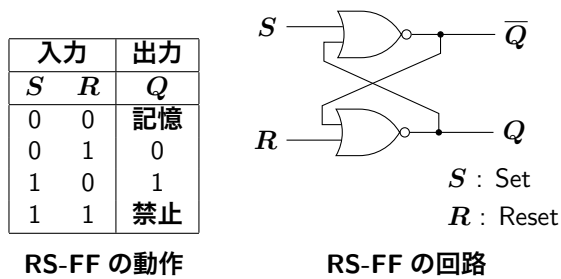 入力 出力
S R Q
0 0 記憶
0 1 0
1 0 1
1 1 禁止
RS-FF の動作
S Q̅
R Q
S : Set
R : Reset
RS-FF の回路